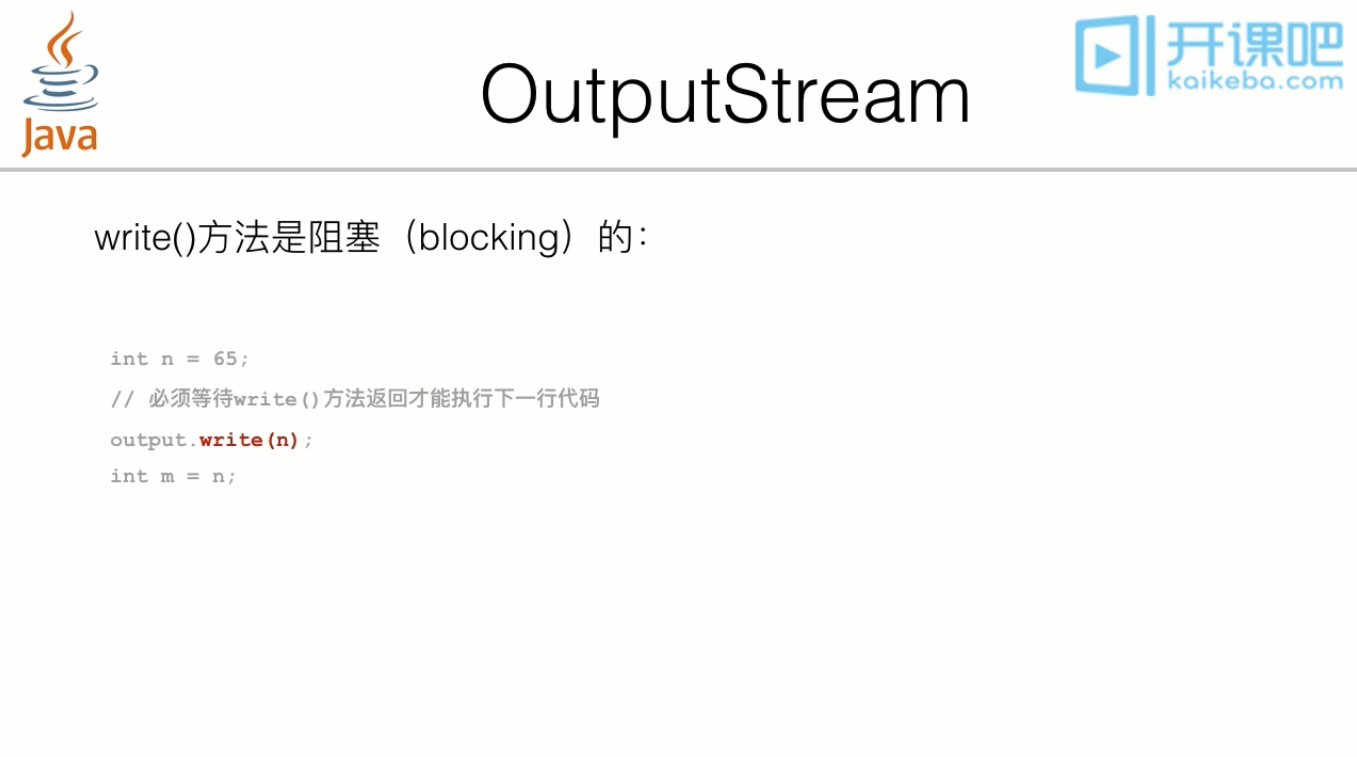 Java
OutputStream
开课吧
kaikeba.com
write()方法是阻塞（blocking）的：
int n = 65;
// 必须等待write()方法返回才能执行下一行代码
output.write(n);
int m = n;